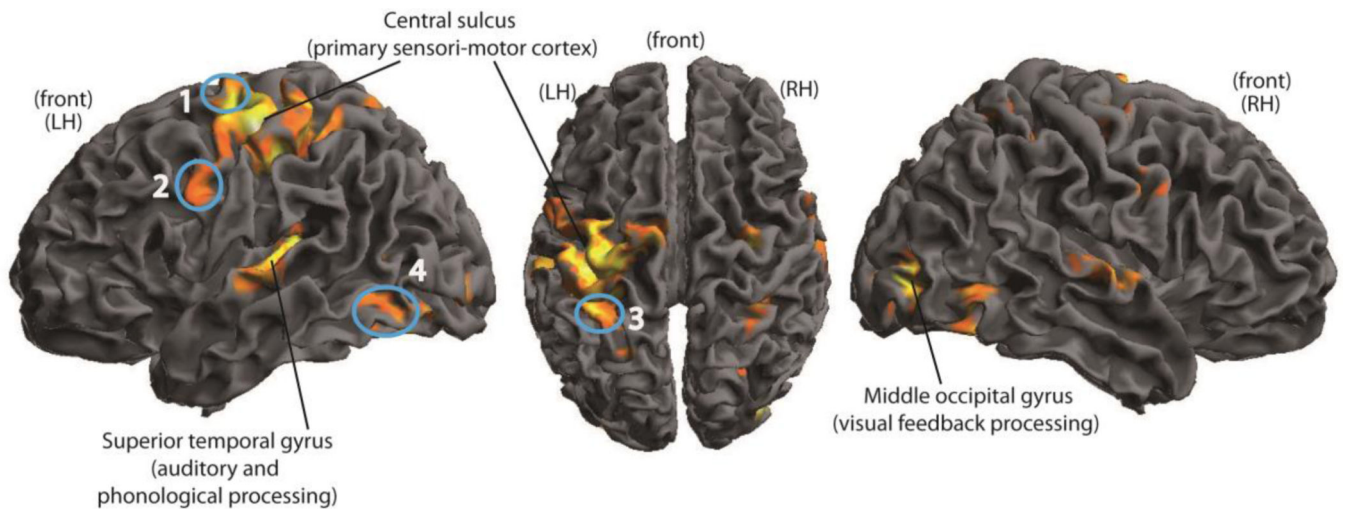 Central sulcus
(primary sensori-motor cortex)
(front)
(LH)
1
2
4
Superior temporal gyrus
(auditory and
phonological processing)
(front)
(LH)
(RH)
3
(front)
(RH)
Middle occipital gyrus
(visual feedback processing)